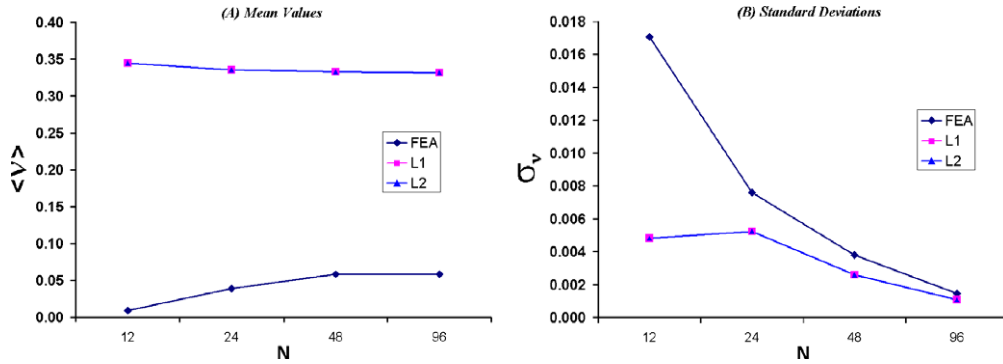 (A) Mean Values
0.40
0.35
0.30
0.25
0.20
0.15
0.10
0.05
0.00
<ν>
12 24 48 96
N
FEA
L1
L2
(B) Standard Deviations
0.018
0.016
0.014
0.012
0.010
0.008
0.006
0.004
0.002
0.000
σν
12 24 48 96
N
FEA
L1
L2